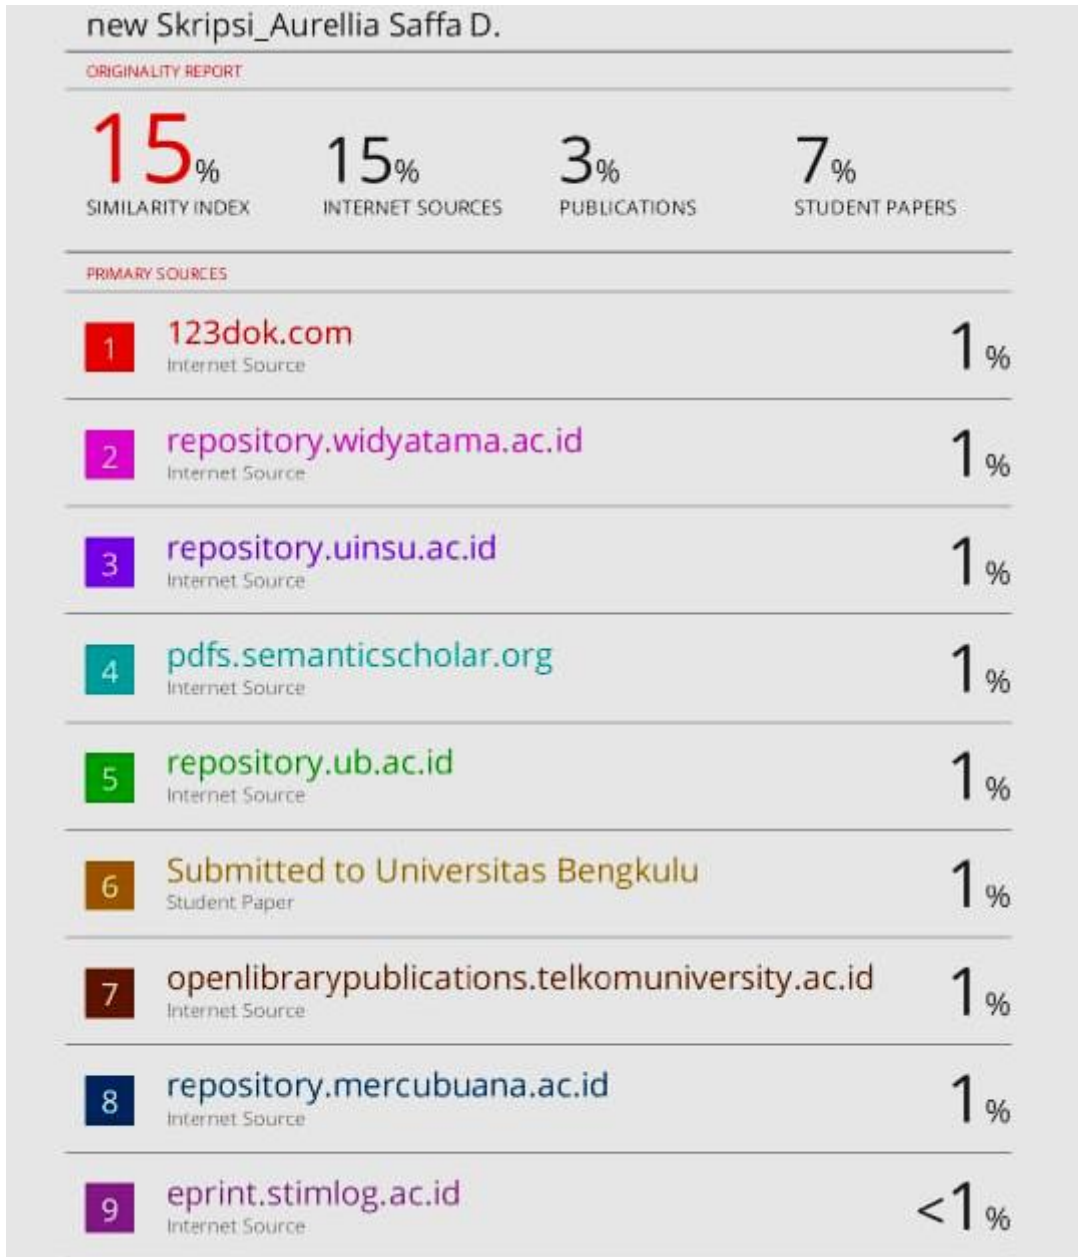 new Skripsi_Aurellia Saffa D.
ORIGINALITY REPORT
15% 15% 3% 7%
SIMILARITY INDEX INTERNET SOURCES PUBLICATIONS STUDENT PAPERS
PRIMARY SOURCES
1 123dok.com 1%
Internet Source
2 repository.widyatama.ac.id 1%
Internet Source
3 repository.uinsu.ac.id 1%
Internet Source
4 pdfs.semanticscholar.org 1%
Internet Source
5 repository.ub.ac.id 1%
Internet Source
6 Submitted to Universitas Bengkulu 1%
Student Paper
7 openlibrarypublications.telkomuniversity.ac.id 1%
Internet Source
8 repository.mercubuana.ac.id 1%
Internet Source
9 eprint.stimlog.ac.id <1%
Internet Source